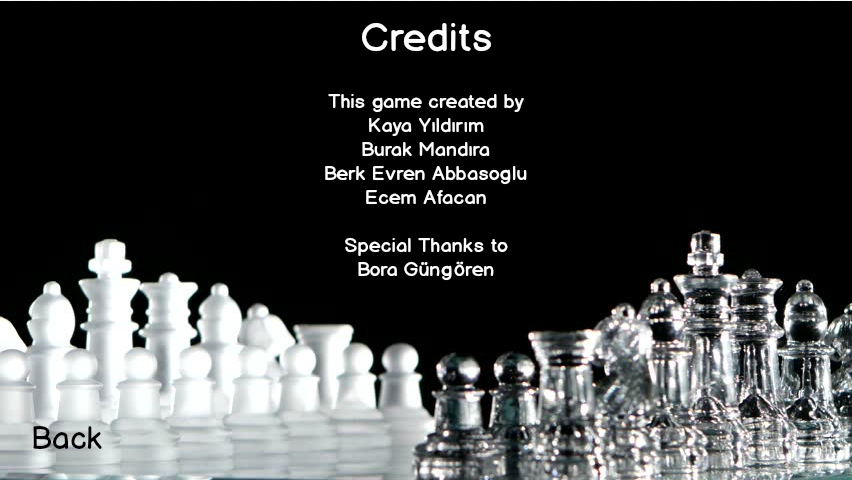 Credits
This game created by
Kaya Yıldırım
Burak Mandıra
Berk Evren Abbasoglu
Ecem Afacan
Special Thanks to
Bora Güngören
Back